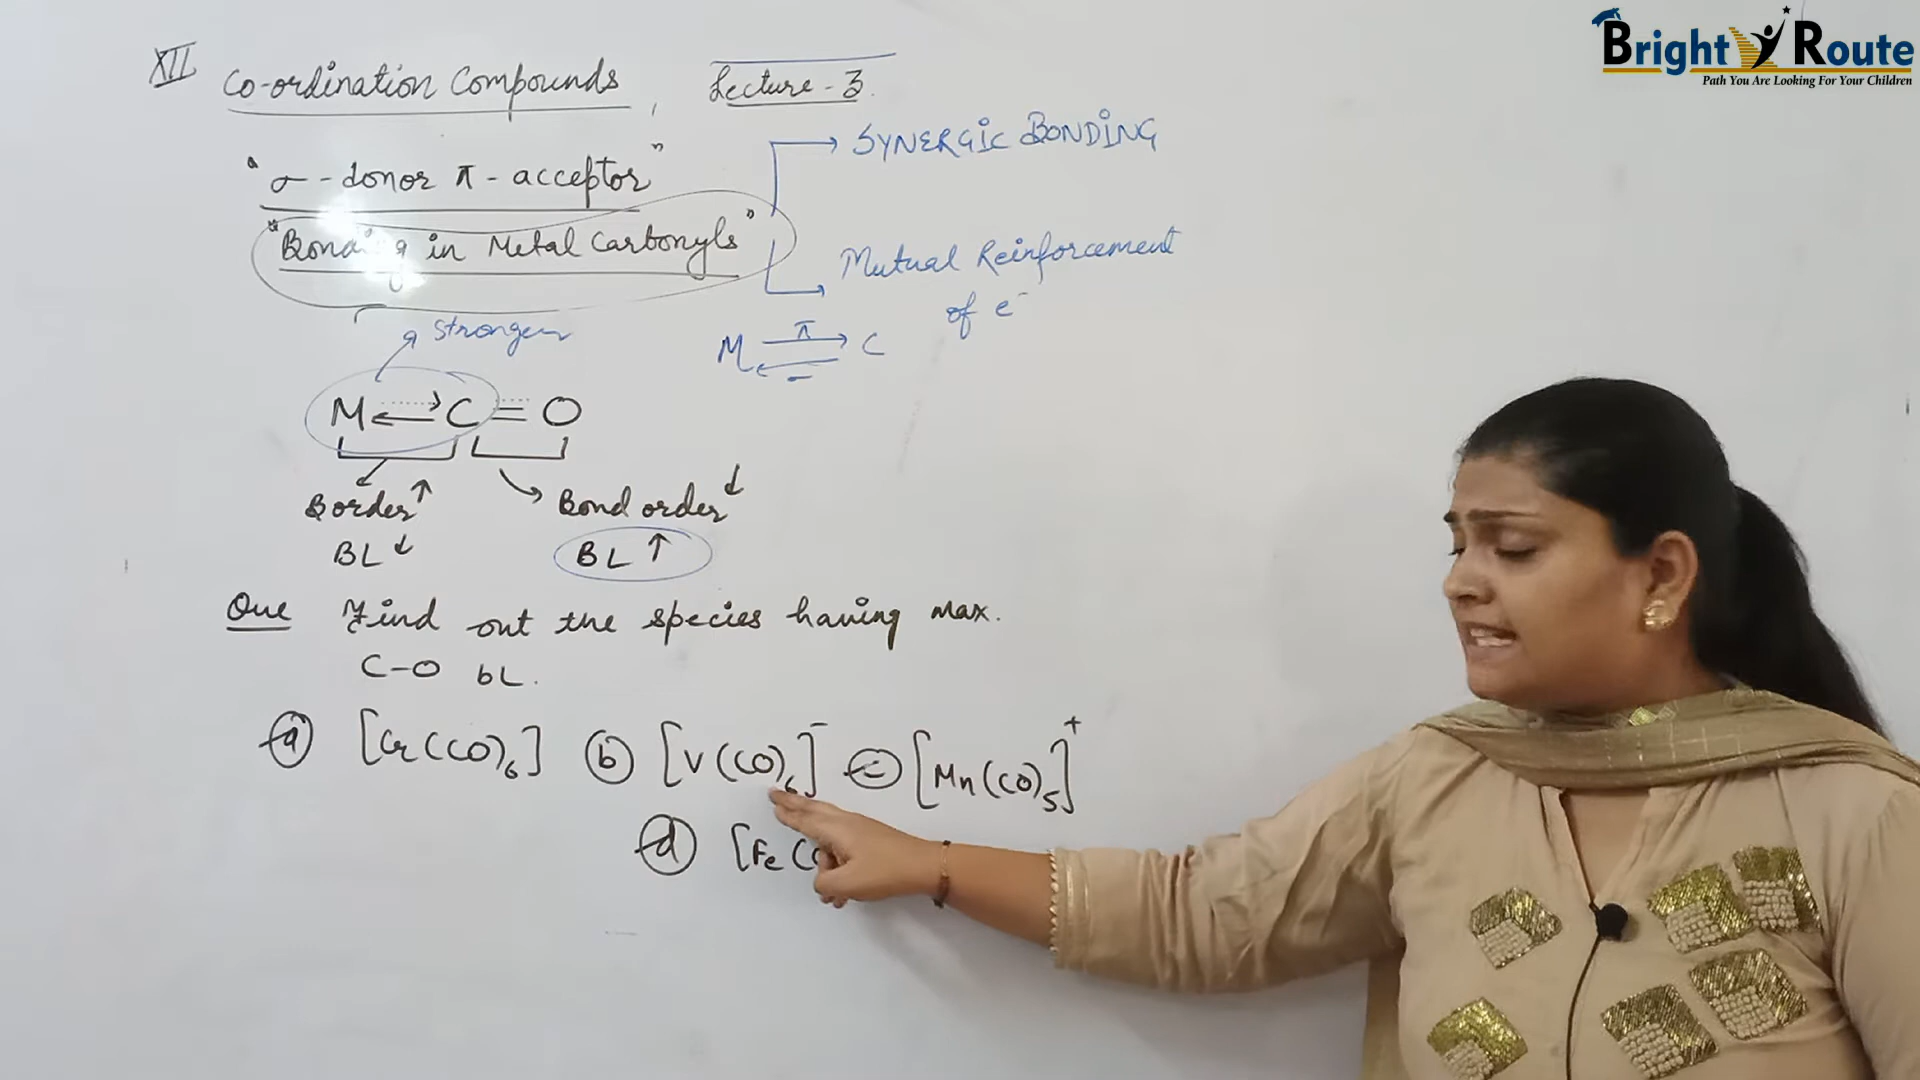 XII Co-ordination Compounds, Lecture - 3.
"σ - donor π - acceptor"
"Bonding in Metal Carbonyls"
SYNERGIC BONDING
Mutual Reinforcement
of e⁻
M π C
σ
stronger
M C ≡ O
B order ↑ Bond order ↓
BL ↓ BL ↑
Que Find out the species having max.
C-O bL.
(a) [Cr(CO)₆] (b) [V(CO)₆]⁻ (c) [Mn(CO)₅]⁺
(d) [Fe(C
Bright Route
Path You Are Looking For Your Children